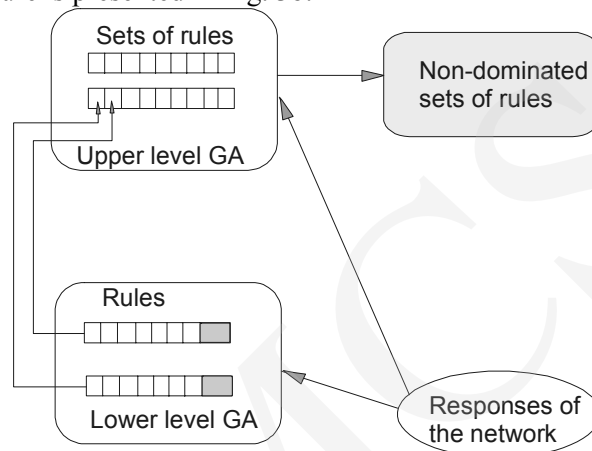 Sets of rules
Upper level GA
Non-dominated
sets of rules
Rules
Lower level GA
Responses of
the network